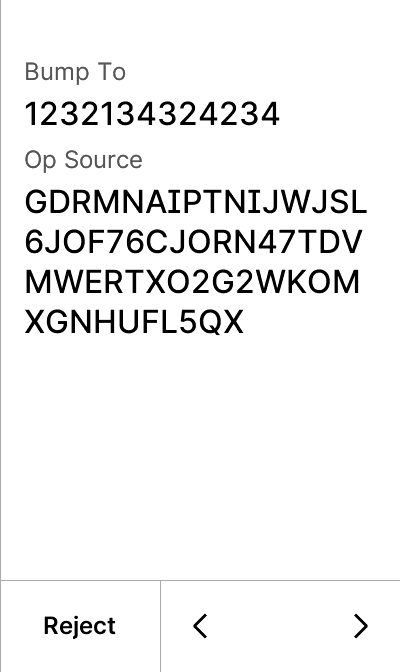 Bump To
1232134324234
Op Source
GDRMNAIPTNIJWJSL
6JOF76CJORN47TDV
MWERTXO2G2WKOM
XGNHUFL5QX
Reject